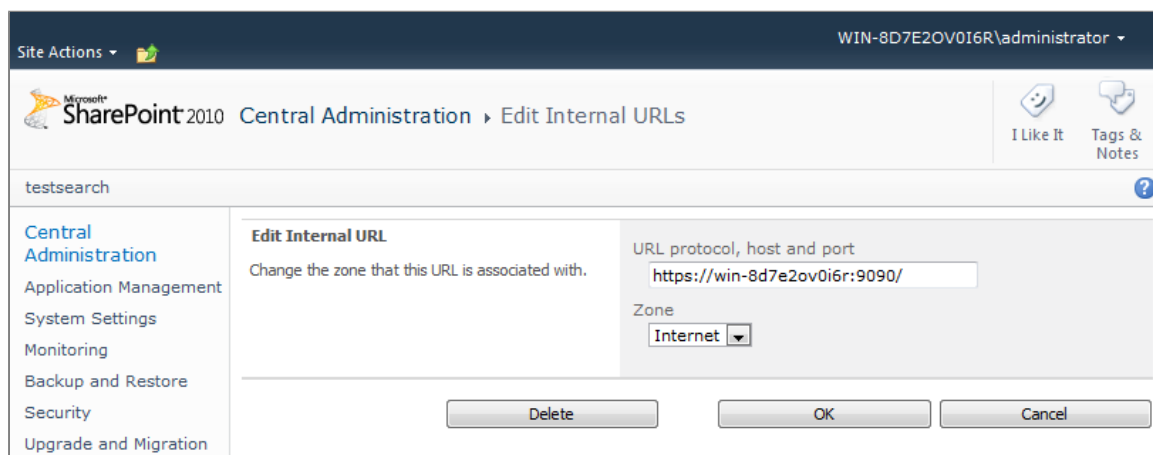 WIN-8D7E2OV0I6R\administrator
Site Actions
Microsoft
SharePoint 2010 Central Administration Edit Internal URLs
I Like It
Tags &
Notes
testsearch
?
Central
Administration
Application Management
System Settings
Monitoring
Backup and Restore
Security
Upgrade and Migration
Edit Internal URL
Change the zone that this URL is associated with.
URL protocol, host and port
https://win-8d7e2ov0i6r:9090/
Zone
Internet
Delete OK Cancel